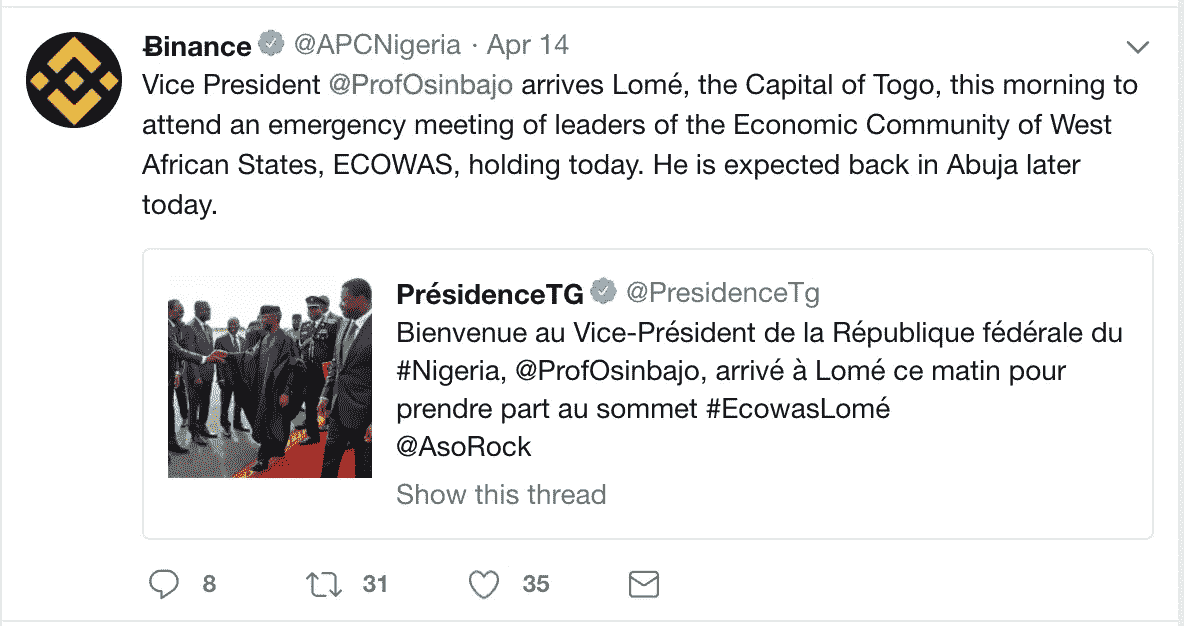 Ƀinance @APCNigeria · Apr 14
Vice President @ProfOsinbajo arrives Lomé, the Capital of Togo, this morning to
attend an emergency meeting of leaders of the Economic Community of West
African States, ECOWAS, holding today. He is expected back in Abuja later
today.
PrésidenceTG @PresidenceTg
Bienvenue au Vice-Président de la République fédérale du
#Nigeria, @ProfOsinbajo, arrivé à Lomé ce matin pour
prendre part au sommet #EcowasLomé
@AsoRock
Show this thread
8 31 35